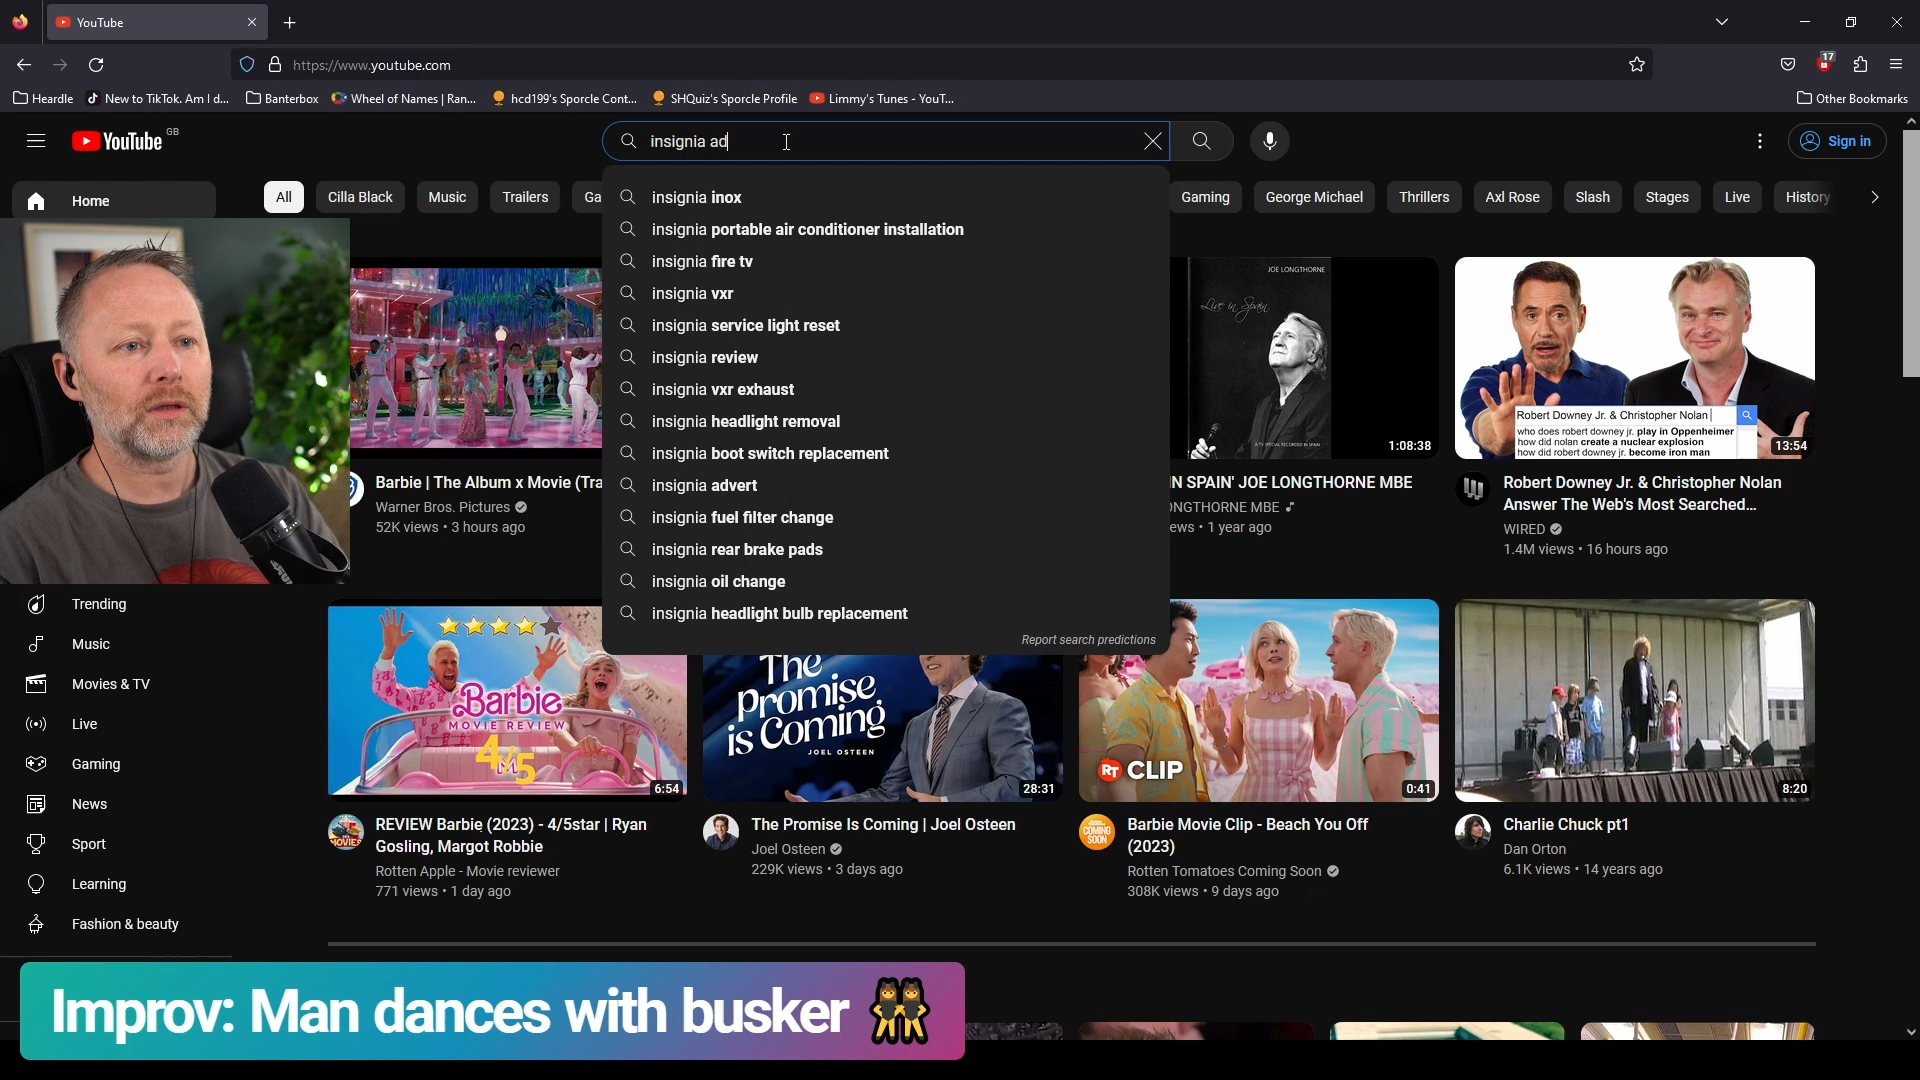 YouTube
https://www.youtube.com
17
Heardle
New to TikTok. Am I d...
Banterbox
Wheel of Names | Ran...
hcd199's Sporcle Cont...
SHQuiz's Sporcle Profile
Limmy's Tunes - YouT...
Other Bookmarks
YouTube GB
insignia ad
Sign in
Home
All
Cilla Black
Music
Trailers
Ga
Gaming
George Michael
Thrillers
Axl Rose
Slash
Stages
Live
History
insignia inox
insignia portable air conditioner installation
insignia fire tv
insignia vxr
insignia service light reset
insignia review
insignia vxr exhaust
insignia headlight removal
insignia boot switch replacement
insignia advert
insignia fuel filter change
insignia rear brake pads
insignia oil change
insignia headlight bulb replacement
Report search predictions
JOE LONGTHORNE
Live in Spain
A TV SPECIAL RECORDED IN SPAIN
1:08:38
Robert Downey Jr. & Christopher Nolan
who does robert downey jr. play in Oppenheimer
how did nolan create a nuclear explosion
how did robert downey jr. become iron man
13:54
Barbie | The Album x Movie (Tra
Warner Bros. Pictures
52K views • 3 hours ago
IN SPAIN' JOE LONGTHORNE MBE
ONGTHORNE MBE
ews • 1 year ago
Robert Downey Jr. & Christopher Nolan
Answer The Web's Most Searched...
WIRED
1.4M views • 16 hours ago
Trending
Music
Movies & TV
Live
Gaming
News
Sport
Learning
Fashion & beauty
Barbie
MOVIE REVIEW
4/5
6:54
The
Promise
is Coming
JOEL OSTEEN
28:31
RT CLIP
0:41
8:20
REVIEW Barbie (2023) - 4/5star | Ryan
Gosling, Margot Robbie
Rotten Apple - Movie reviewer
771 views • 1 day ago
The Promise Is Coming | Joel Osteen
Joel Osteen
229K views • 3 days ago
COMING
SOON
Barbie Movie Clip - Beach You Off
(2023)
Rotten Tomatoes Coming Soon
308K views • 9 days ago
Charlie Chuck pt1
Dan Orton
6.1K views • 14 years ago
Improv: Man dances with busker